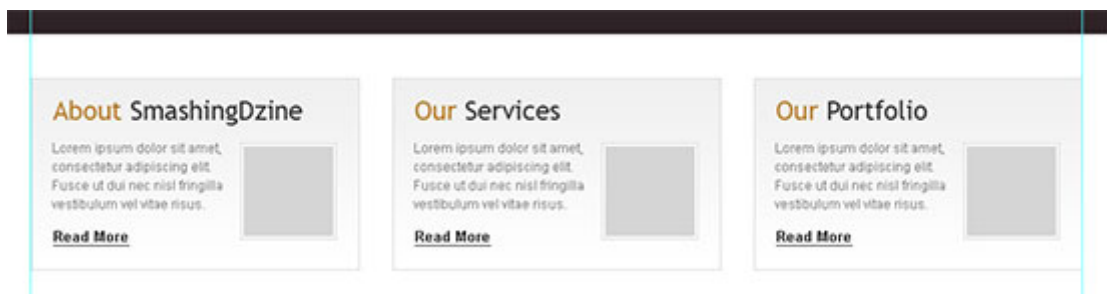 About SmashingDzine
Lorem ipsum dolor sit amet,
consectetur adipiscing elit.
Fusce ut dui nec nisl fringilla
vestibulum vel vitae risus.
Read More
Our Services
Lorem ipsum dolor sit amet,
consectetur adipiscing elit.
Fusce ut dui nec nisl fringilla
vestibulum vel vitae risus.
Read More
Our Portfolio
Lorem ipsum dolor sit amet,
consectetur adipiscing elit.
Fusce ut dui nec nisl fringilla
vestibulum vel vitae risus.
Read More